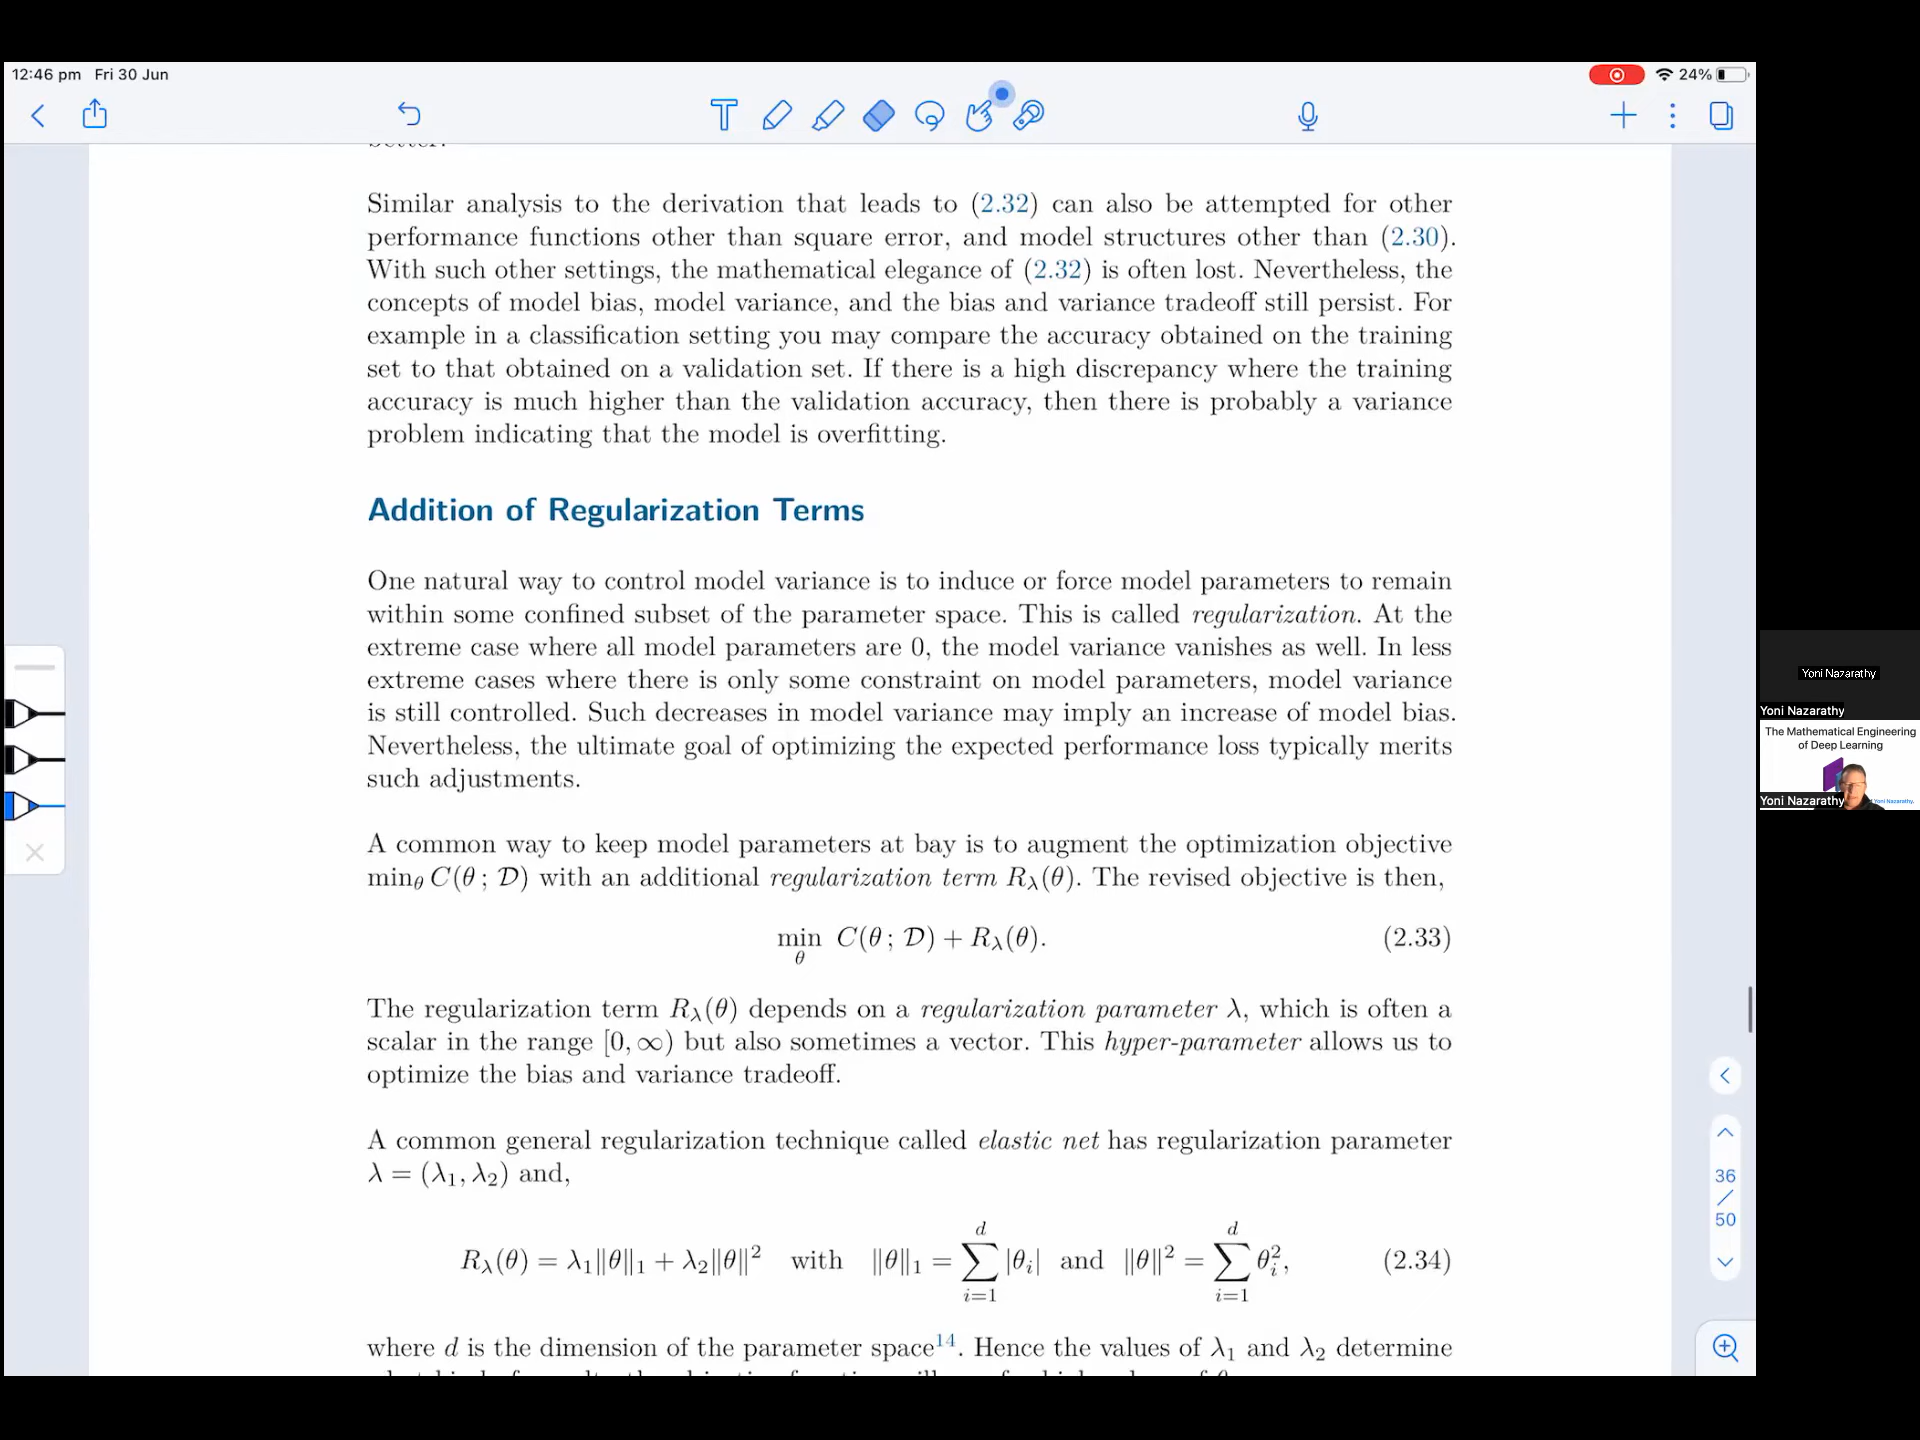 12:46 pm Fri 30 Jun
24%
better.
Similar analysis to the derivation that leads to (2.32) can also be attempted for other
performance functions other than square error, and model structures other than (2.30).
With such other settings, the mathematical elegance of (2.32) is often lost. Nevertheless, the
concepts of model bias, model variance, and the bias and variance tradeoff still persist. For
example in a classification setting you may compare the accuracy obtained on the training
set to that obtained on a validation set. If there is a high discrepancy where the training
accuracy is much higher than the validation accuracy, then there is probably a variance
problem indicating that the model is overfitting.
Addition of Regularization Terms
One natural way to control model variance is to induce or force model parameters to remain
within some confined subset of the parameter space. This is called regularization. At the
extreme case where all model parameters are 0, the model variance vanishes as well. In less
extreme cases where there is only some constraint on model parameters, model variance
is still controlled. Such decreases in model variance may imply an increase of model bias.
Nevertheless, the ultimate goal of optimizing the expected performance loss typically merits
such adjustments.
A common way to keep model parameters at bay is to augment the optimization objective
min_θ C(θ ; 𝒟) with an additional regularization term R_λ(θ). The revised objective is then,
min_θ C(θ ; 𝒟) + R_λ(θ). (2.33)
The regularization term R_λ(θ) depends on a regularization parameter λ, which is often a
scalar in the range [0, ∞) but also sometimes a vector. This hyper-parameter allows us to
optimize the bias and variance tradeoff.
A common general regularization technique called elastic net has regularization parameter
λ = (λ₁, λ₂) and,
R_λ(θ) = λ₁‖θ‖₁ + λ₂‖θ‖² with ‖θ‖₁ = ∑_{i=1}^{d} |θ_i| and ‖θ‖² = ∑_{i=1}^{d} θ_i², (2.34)
where d is the dimension of the parameter space¹⁴. Hence the values of λ₁ and λ₂ determine
36
/
50
Yoni Nazarathy
Yoni Nazarathy
The Mathematical Engineering
of Deep Learning
Yoni Nazarathy
Yoni Nazarathy.